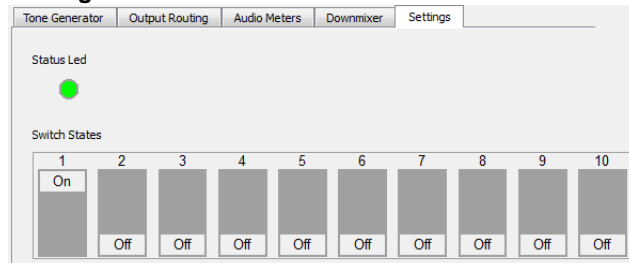 Tone Generator Output Routing Audio Meters Downmixer Settings
Status Led
Switch States
1 2 3 4 5 6 7 8 9 10
On
Off Off Off Off Off Off Off Off Off